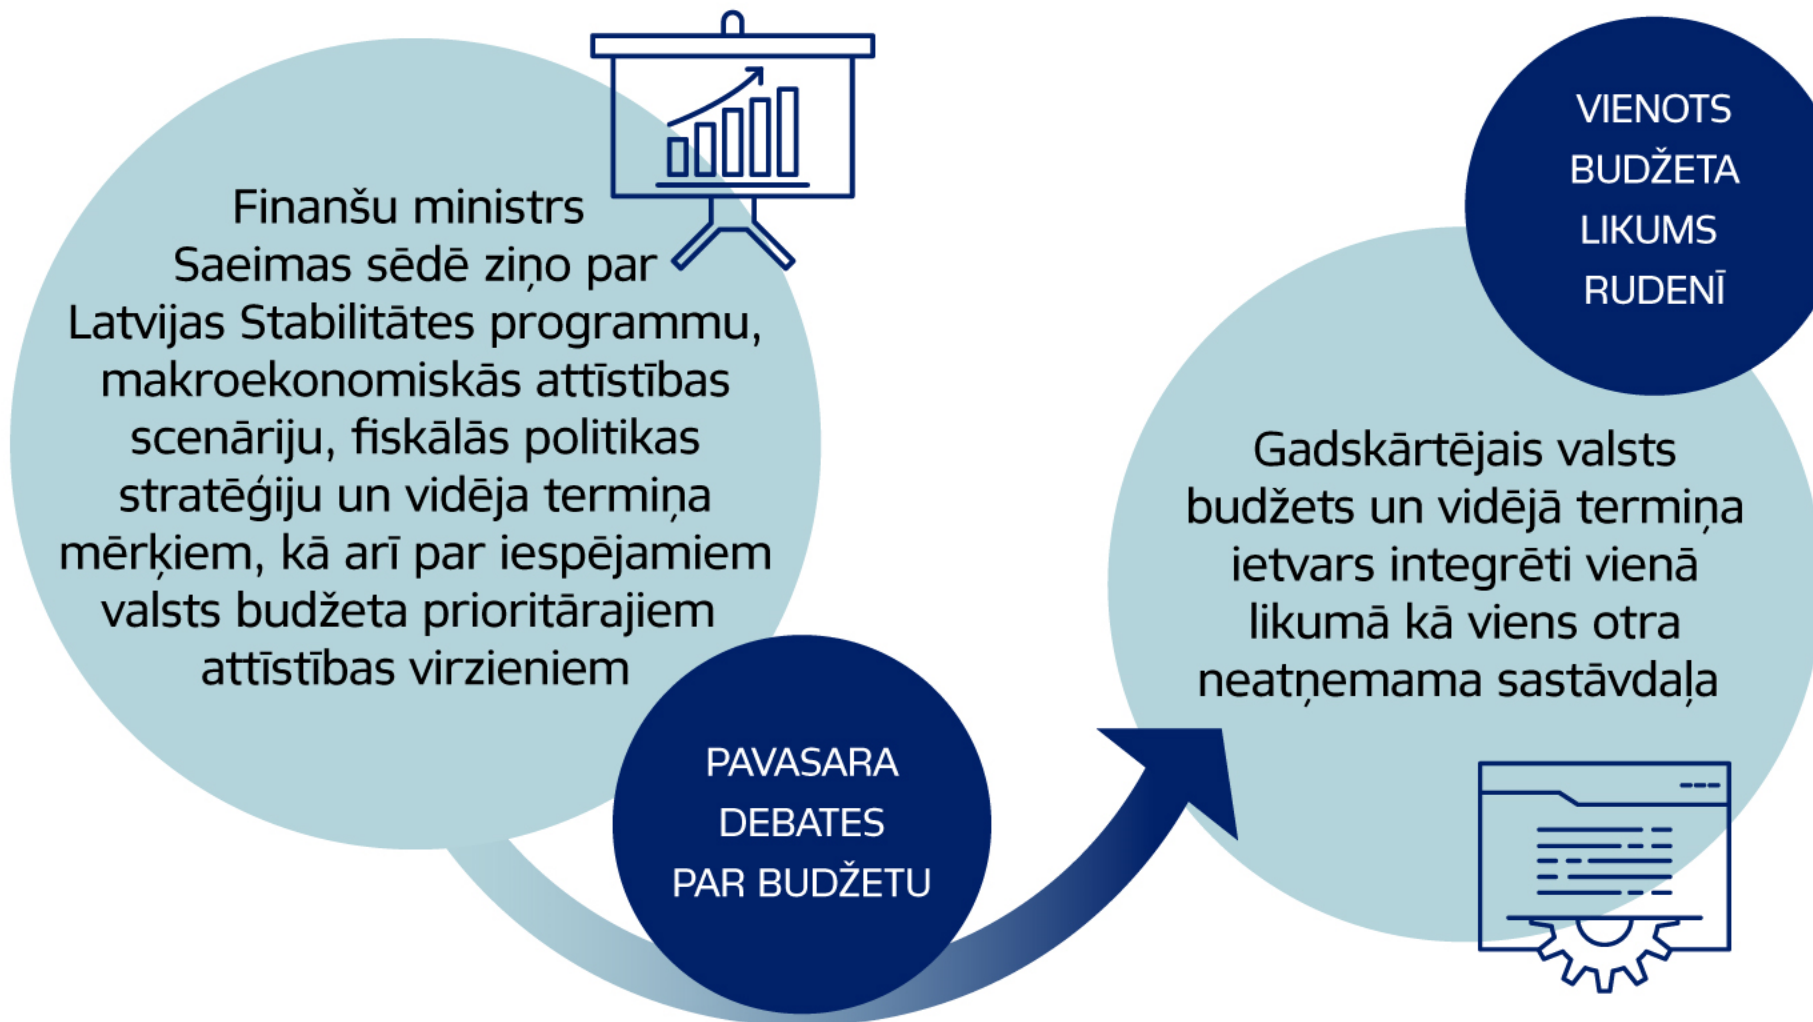 Finanšu ministrs
Saeimas sēdē ziņo par
Latvijas Stabilitātes programmu,
makroekonomiskās attīstības
scenāriju, fiskālās politikas
stratēģiju un vidēja termiņa
mērķiem, kā arī par iespējamiem
valsts budžeta prioritārajiem
attīstības virzieniem
PAVASARA
DEBATES
PAR BUDŽETU
VIENOTS
BUDŽETA
LIKUMS
RUDENĪ
Gadskārtējais valsts
budžets un vidējā termiņa
ietvars integrēti vienā
likumā kā viens otra
neatņemama sastāvdaļa